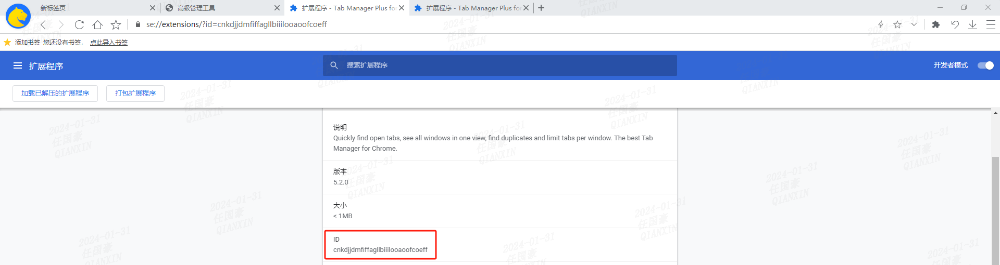 新标签页
高级管理工具
扩展程序 - Tab Manager Plus fo
扩展程序 - Tab Manager Plus fo
se://extensions/?id=cnkdjjdmfiffagllbiiilooaoofcoeff
添加书签 您还没有书签， 点此导入书签
扩展程序
搜索扩展程序
开发者模式
加载已解压的扩展程序
打包扩展程序
说明
Quickly find open tabs, see all windows in one view, find duplicates and limit tabs per window. The best Tab
Manager for Chrome.
版本
5.2.0
大小
< 1MB
ID
cnkdjjdmfiffagllbiiilooaoofcoeff
2024-01-31
任国豪
QIANXIN